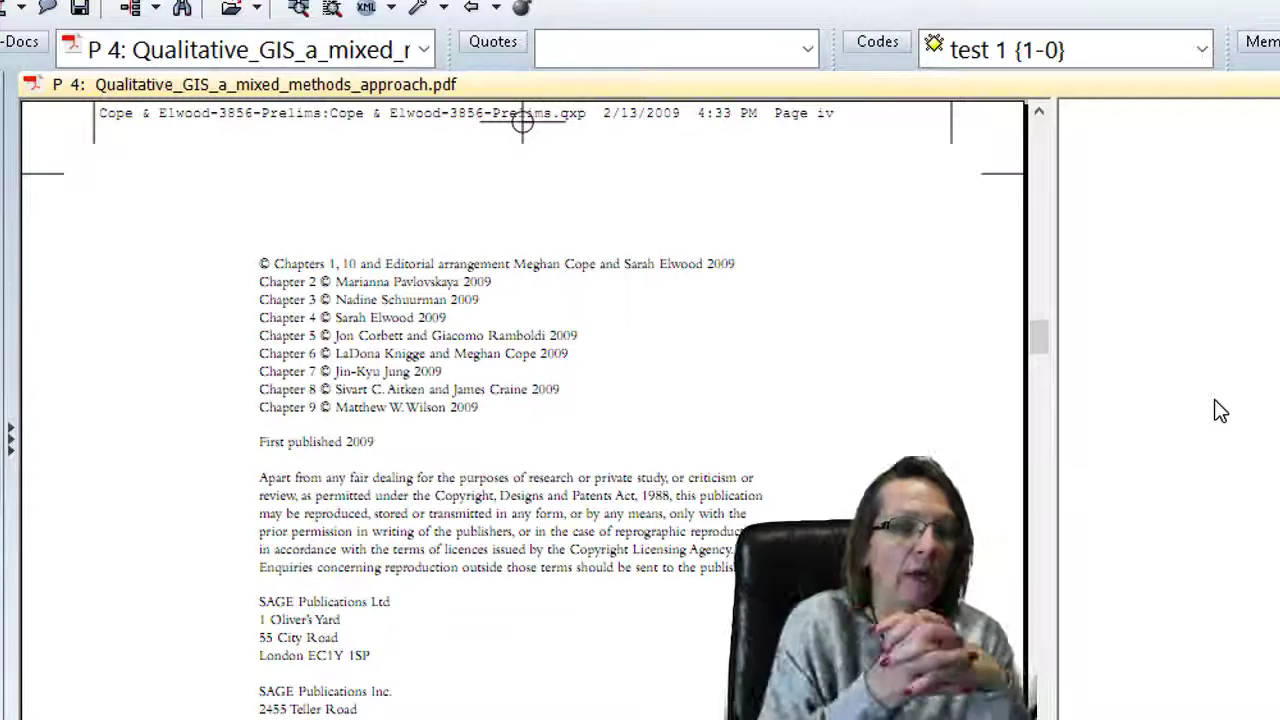 -Docs P 4: Qualitative_GIS_a_mixed_r Quotes Codes test 1 {1-0} Mem
XML
P 4: Qualitative_GIS_a_mixed_methods_approach.pdf
Cope & Elwood-3856-Prelims:Cope & Elwood-3856-Prelims.qxp 2/13/2009 4:33 PM Page iv
© Chapters 1, 10 and Editorial arrangement Meghan Cope and Sarah Elwood 2009
Chapter 2 © Marianna Pavlovskaya 2009
Chapter 3 © Nadine Schuurman 2009
Chapter 4 © Sarah Elwood 2009
Chapter 5 © Jon Corbett and Giacomo Ramboldi 2009
Chapter 6 © LaDona Knigge and Meghan Cope 2009
Chapter 7 © Jin-Kyu Jung 2009
Chapter 8 © Sivart C. Aitken and James Craine 2009
Chapter 9 © Matthew W. Wilson 2009
First published 2009
Apart from any fair dealing for the purposes of research or private study, or criticism or
review, as permitted under the Copyright, Designs and Patents Act, 1988, this publication
may be reproduced, stored or transmitted in any form, or by any means, only with the
prior permission in writing of the publishers, or in the case of reprographic reproduc
in accordance with the terms of licences issued by the Copyright Licensing Agency.
Enquiries concerning reproduction outside those terms should be sent to the publis
SAGE Publications Ltd
1 Oliver's Yard
55 City Road
London EC1Y 1SP
SAGE Publications Inc.
2455 Teller Road